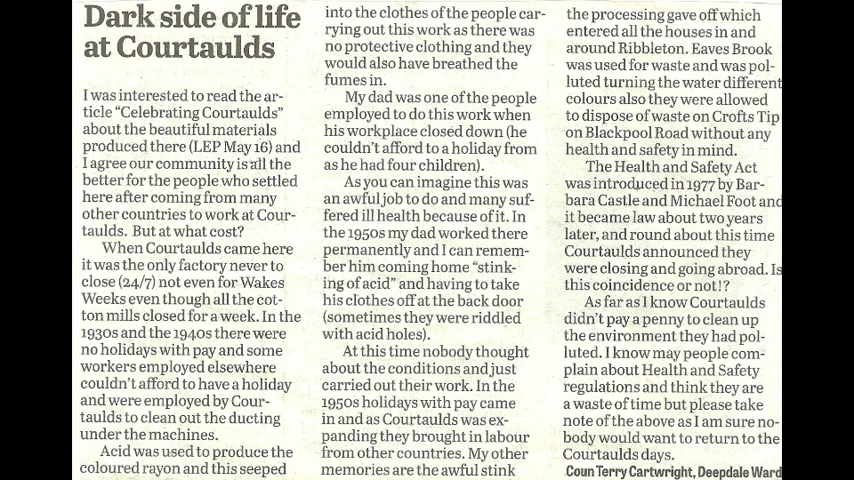 Dark side of life
at Courtaulds
I was interested to read the ar-
ticle “Celebrating Courtaulds”
about the beautiful materials
produced there (LEP May 16) and
I agree our community is all the
better for the people who settled
here after coming from many
other countries to work at Cour-
taulds. But at what cost?
When Courtaulds came here
it was the only factory never to
close (24/7) not even for Wakes
Weeks even though all the cot-
ton mills closed for a week. In the
1930s and the 1940s there were
no holidays with pay and some
workers employed elsewhere
couldn’t afford to have a holiday
and were employed by Cour-
taulds to clean out the ducting
under the machines.
Acid was used to produce the
coloured rayon and this seeped
into the clothes of the people car-
rying out this work as there was
no protective clothing and they
would also have breathed the
fumes in.
My dad was one of the people
employed to do this work when
his workplace closed down (he
couldn’t afford to a holiday from
as he had four children).
As you can imagine this was
an awful job to do and many suf-
fered ill health because of it. In
the 1950s my dad worked there
permanently and I can remem-
ber him coming home “stink-
ing of acid” and having to take
his clothes off at the back door
(sometimes they were riddled
with acid holes).
At this time nobody thought
about the conditions and just
carried out their work. In the
1950s holidays with pay came
in and as Courtaulds was ex-
panding they brought in labour
from other countries. My other
memories are the awful stink
the processing gave off which
entered all the houses in and
around Ribbleton. Eaves Brook
was used for waste and was pol-
luted turning the water different
colours also they were allowed
to dispose of waste on Crofts Tip
on Blackpool Road without any
health and safety in mind.
The Health and Safety Act
was introduced in 1977 by Bar-
bara Castle and Michael Foot and
it became law about two years
later, and round about this time
Courtaulds announced they
were closing and going abroad. Is
this coincidence or not!?
As far as I know Courtaulds
didn’t pay a penny to clean up
the environment they had pol-
luted. I know may people com-
plain about Health and Safety
regulations and think they are
a waste of time but please take
note of the above as I am sure no-
body would want to return to the
Courtaulds days.
Coun Terry Cartwright, Deepdale Ward